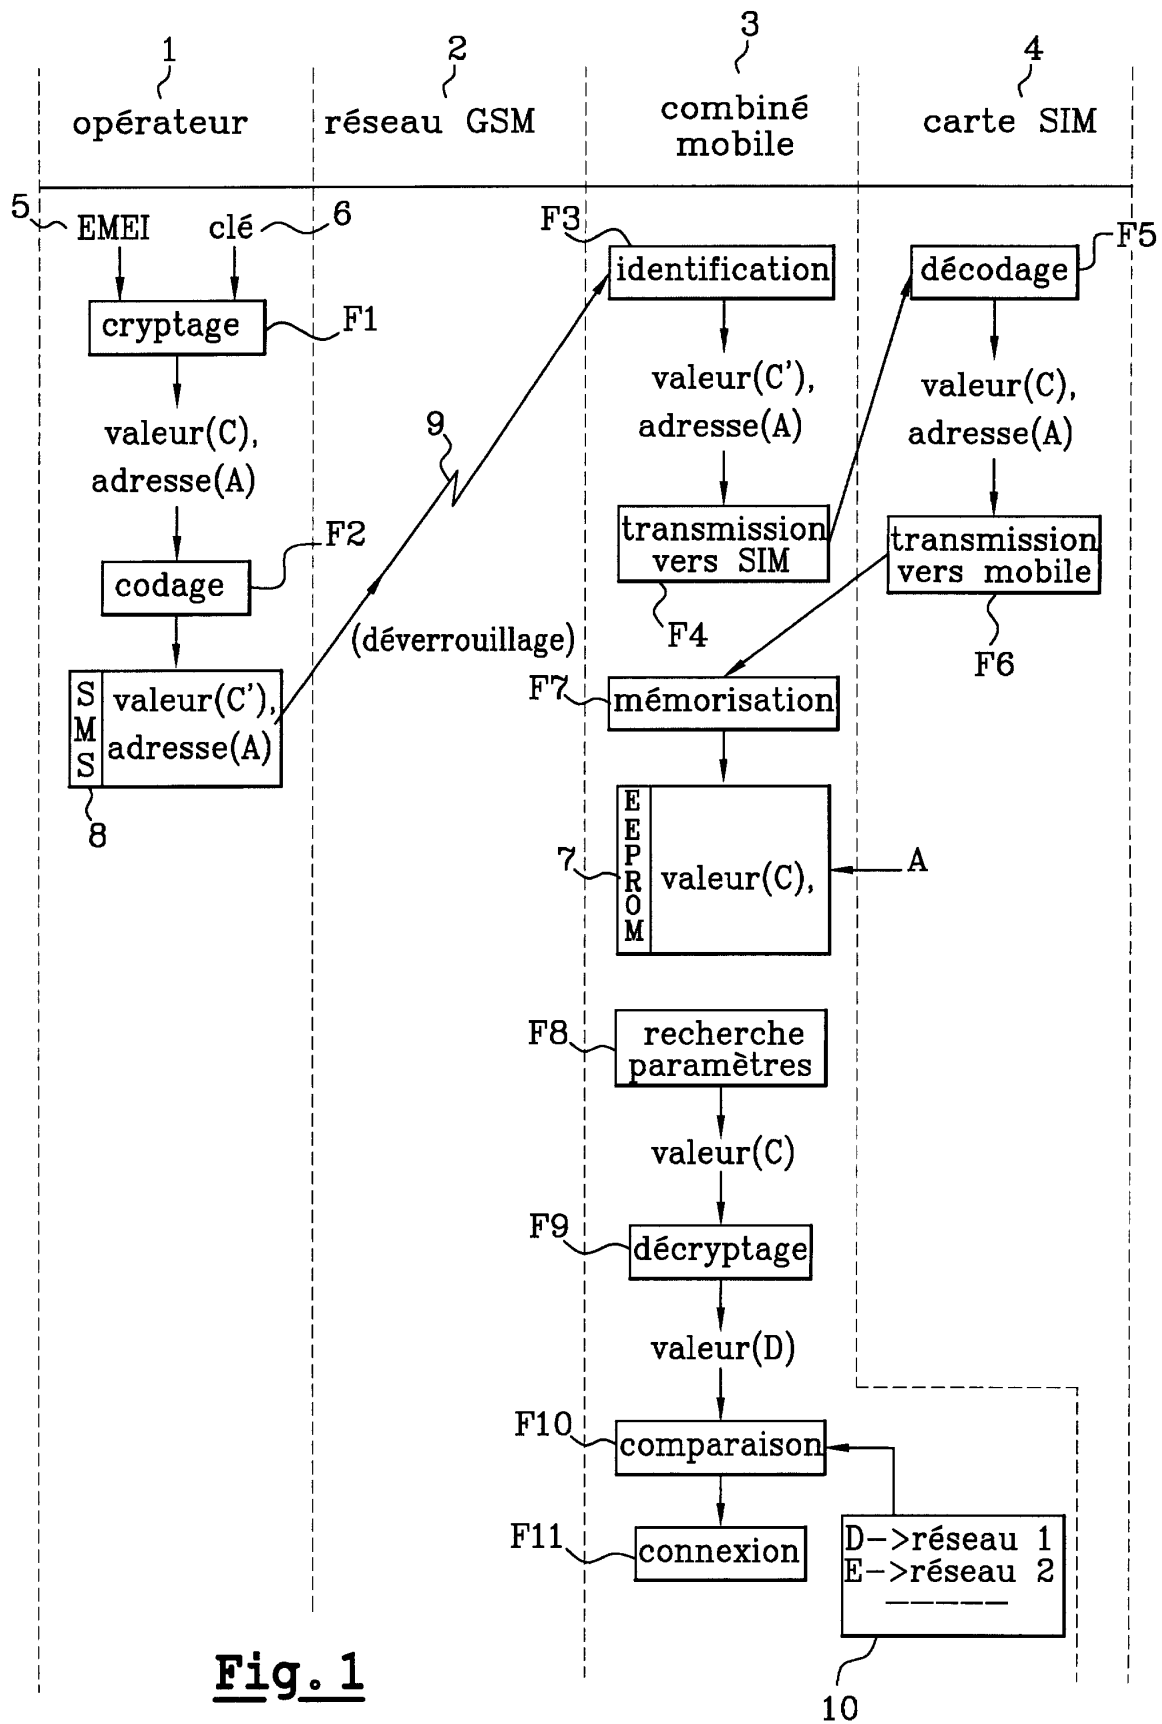 1
2
3
4
opérateur
réseau GSM
combiné
mobile
carte SIM
5
EMEI
clé
6
F3
F5
identification
décodage
cryptage
F1
valeur(C'),
adresse(A)
valeur(C),
adresse(A)
valeur(C),
adresse(A)
9
F2
transmission
vers SIM
transmission
vers mobile
codage
F4
F6
(déverrouillage)
SMS
valeur(C'),
adresse(A)
8
F7
mémorisation
EEPROM
7
valeur(C),
A
F8
recherche
paramètres
valeur(C)
F9
décryptage
valeur(D)
F10
comparaison
F11
connexion
D->réseau 1
E->réseau 2
-----
10
Fig. 1